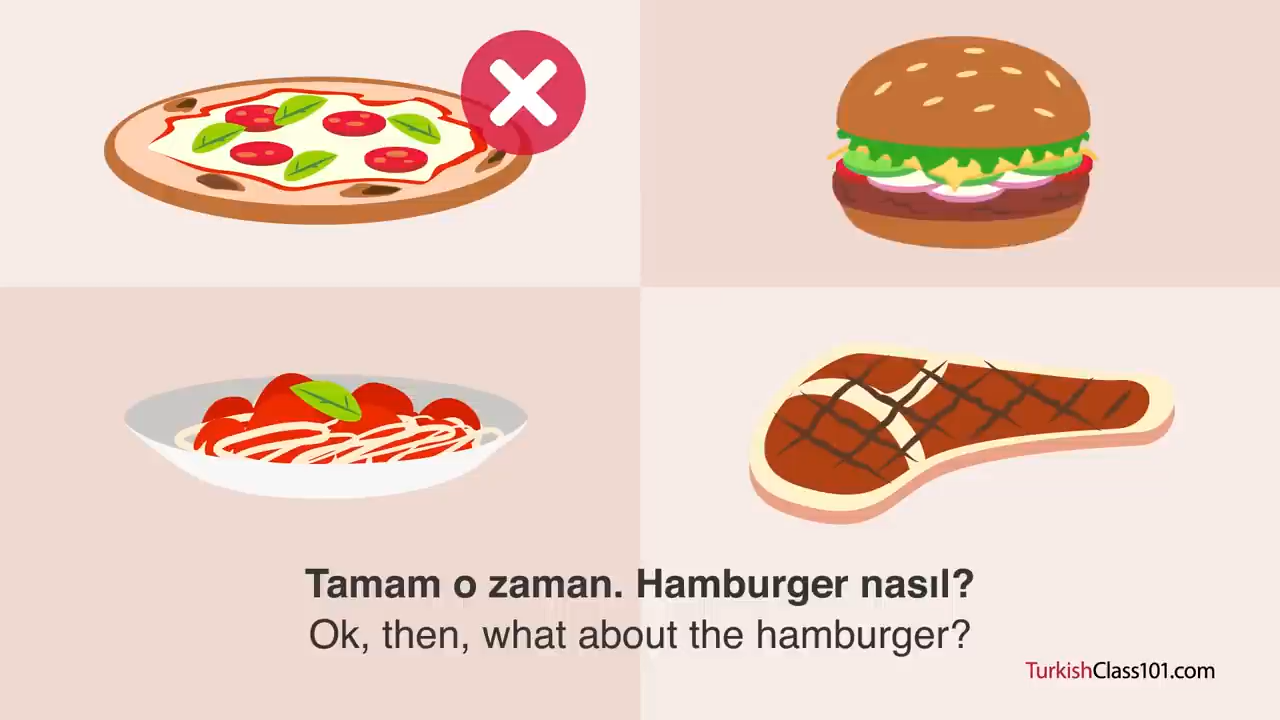 Tamam o zaman. Hamburger nasıl?
Ok, then, what about the hamburger?
TurkishClass101.com